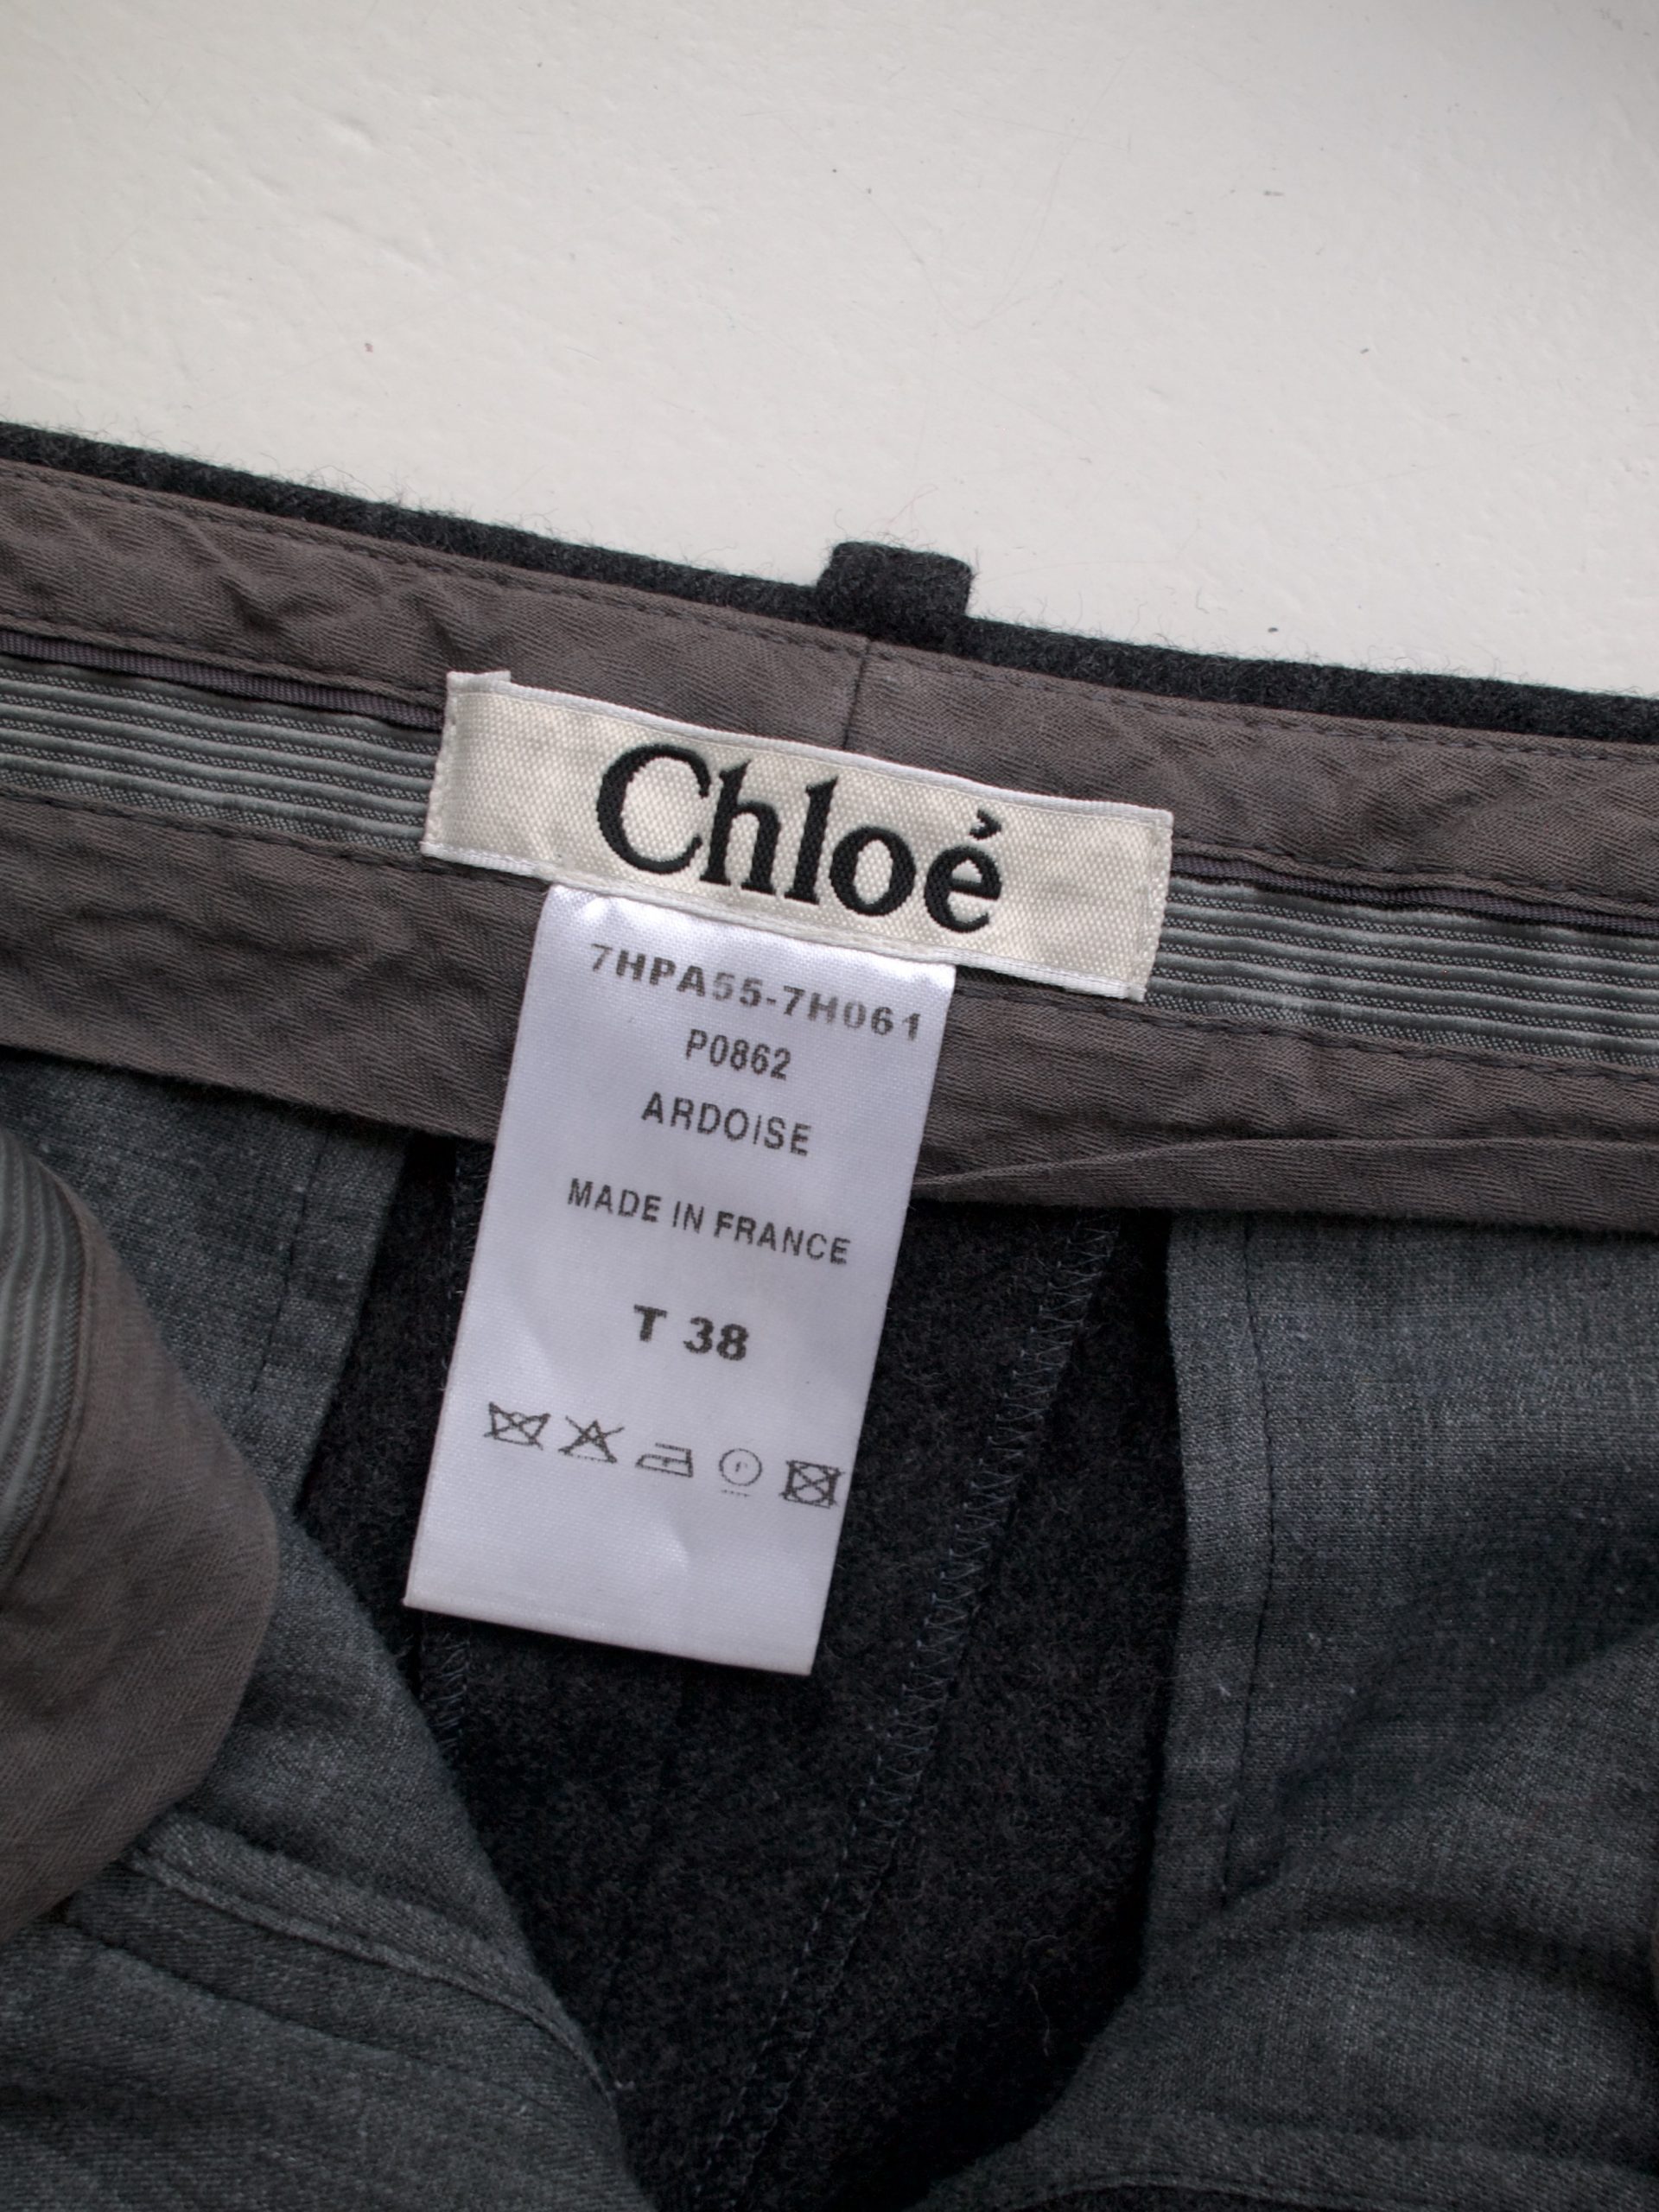 Chloé
7HPA55-7H061
P0862
ARDOISE
MADE IN FRANCE
T 38